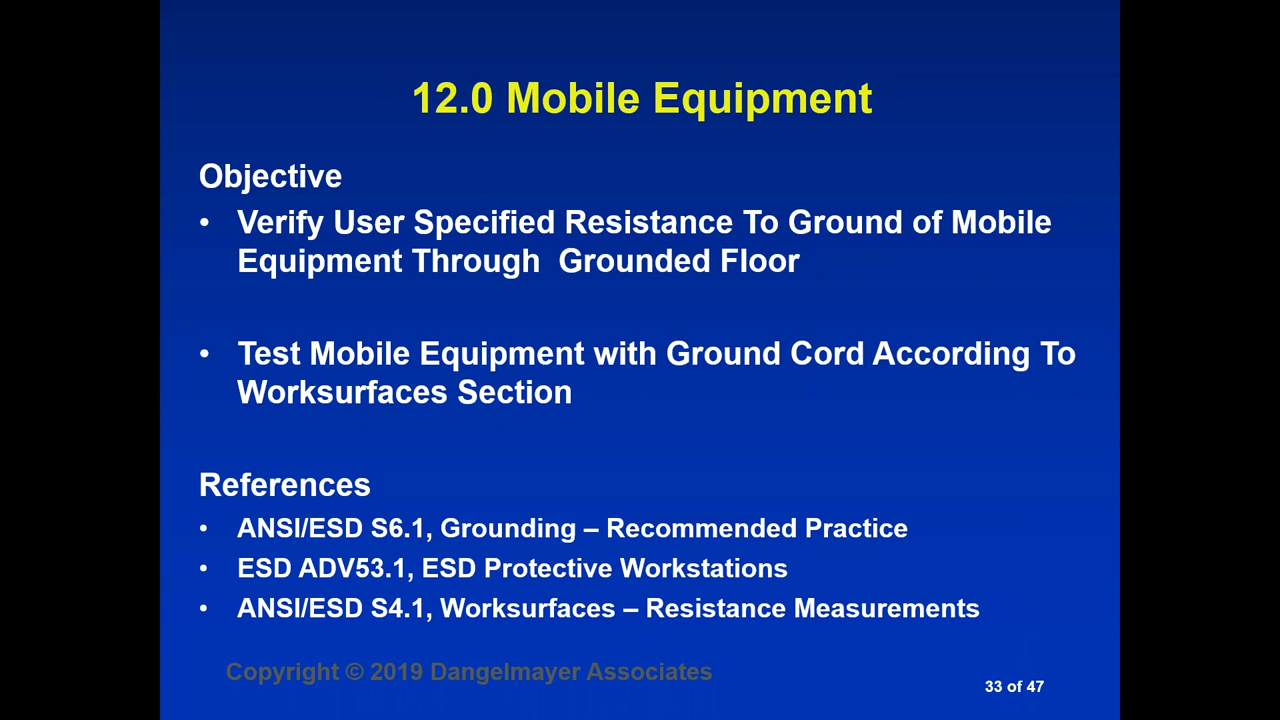 12.0 Mobile Equipment
Objective
• Verify User Specified Resistance To Ground of Mobile
Equipment Through  Grounded Floor
• Test Mobile Equipment with Ground Cord According To
Worksurfaces Section
References
• ANSI/ESD S6.1, Grounding – Recommended Practice
• ESD ADV53.1, ESD Protective Workstations
• ANSI/ESD S4.1, Worksurfaces – Resistance Measurements
Copyright © 2019 Dangelmayer Associates
33 of 47